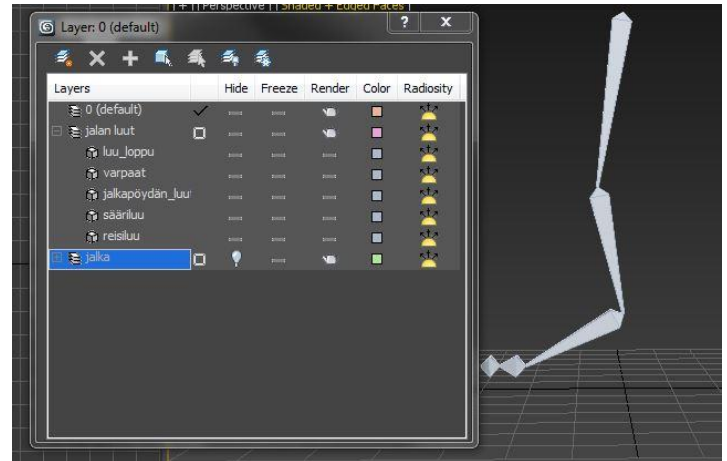 [ + ] [ Perspective ] [ Shaded + Edged Faces ]
Layer: 0 (default)
? X
Layers Hide Freeze Render Color Radiosity
0 (default)
jalan luut
luu_loppu
varpaat
jalkapöydän_luu
sääriluu
reisiluu
jalka